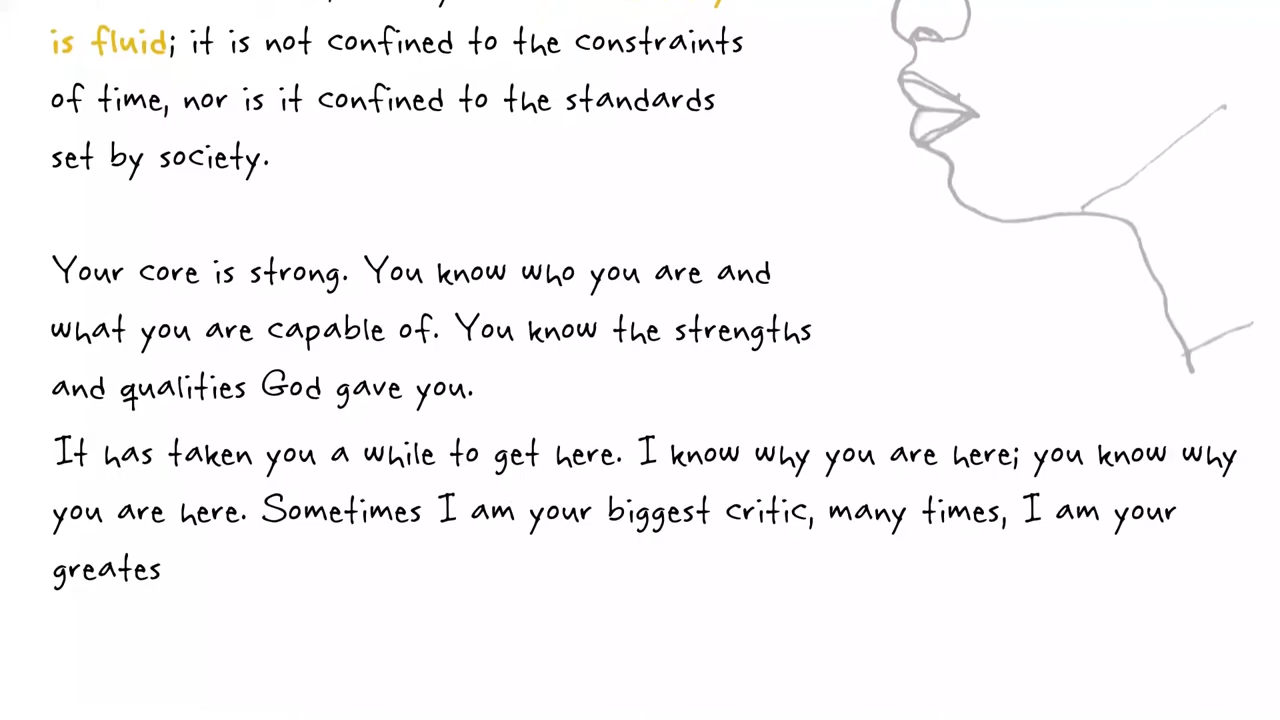 is fluid; it is not confined to the constraints
of time, nor is it confined to the standards
set by society.
Your core is strong. You know who you are and
what you are capable of. You know the strengths
and qualities God gave you.
It has taken you a while to get here. I know why you are here; you know why
you are here. Sometimes I am your biggest critic, many times, I am your
greates